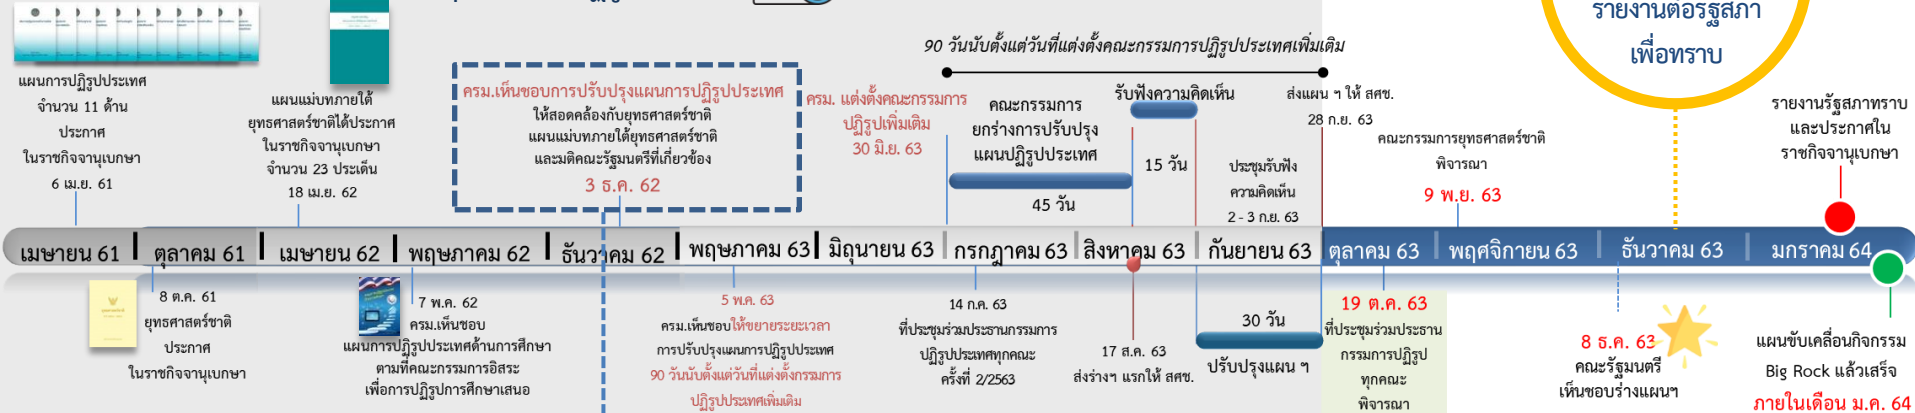 รายงานต่อรัฐสภา
เพื่อทราบ
90 วันนับตั้งแต่วันที่แต่งตั้งคณะกรรมการปฏิรูปประเทศเพิ่มเติม
แผนการปฏิรูปประเทศ
จำนวน 11 ด้าน
ประกาศ
ในราชกิจจานุเบกษา
6 เม.ย. 61
แผนแม่บทภายใต้
ยุทธศาสตร์ชาติได้ประกาศ
ในราชกิจจานุเบกษา
จำนวน 23 ประเด็น
18 เม.ย. 62
ครม.เห็นชอบการปรับปรุงแผนการปฏิรูปประเทศ
ให้สอดคล้องกับยุทธศาสตร์ชาติ
แผนแม่บทภายใต้ยุทธศาสตร์ชาติ
และมติคณะรัฐมนตรีที่เกี่ยวข้อง
3 ธ.ค. 62
ครม. แต่งตั้งคณะกรรมการ
ปฏิรูปเพิ่มเติม
30 มิ.ย. 63
คณะกรรมการ
ยกร่างการปรับปรุง
แผนปฏิรูปประเทศ
45 วัน
รับฟังความคิดเห็น
15 วัน
ประชุมรับฟัง
ความคิดเห็น
2 - 3 ก.ย. 63
ส่งแผน ฯ ให้ สศช.
28 ก.ย. 63
คณะกรรมการยุทธศาสตร์ชาติ
พิจารณา
9 พ.ย. 63
รายงานรัฐสภาทราบ
และประกาศใน
ราชกิจจานุเบกษา
เมษายน 61
ตุลาคม 61
เมษายน 62
พฤษภาคม 62
ธันวาคม 62
พฤษภาคม 63
มิถุนายน 63
กรกฎาคม 63
สิงหาคม 63
กันยายน 63
ตุลาคม 63
พฤศจิกายน 63
ธันวาคม 63
มกราคม 64
8 ต.ค. 61
ยุทธศาสตร์ชาติ
ประกาศ
ในราชกิจจานุเบกษา
7 พ.ค. 62
ครม.เห็นชอบ
แผนการปฏิรูปประเทศด้านการศึกษา
ตามที่คณะกรรมการอิสระ
เพื่อการปฏิรูปการศึกษาเสนอ
5 พ.ค. 63
ครม.เห็นชอบให้ขยายระยะเวลา
การปรับปรุงแผนการปฏิรูปประเทศ
90 วันนับตั้งแต่วันที่แต่งตั้งกรรมการ
ปฏิรูปประเทศเพิ่มเติม
14 ก.ค. 63
ที่ประชุมร่วมประธานกรรมการ
ปฏิรูปประเทศทุกคณะ
ครั้งที่ 2/2563
17 ส.ค. 63
ส่งร่างฯ แรกให้ สศช.
30 วัน
ปรับปรุงแผน ฯ
19 ต.ค. 63
ที่ประชุมร่วมประธาน
กรรมการปฏิรูป
ทุกคณะ
พิจารณา
8 ธ.ค. 63
คณะรัฐมนตรี
เห็นชอบร่างแผนฯ
แผนขับเคลื่อนกิจกรรม
Big Rock แล้วเสร็จ
ภายในเดือน ม.ค. 64